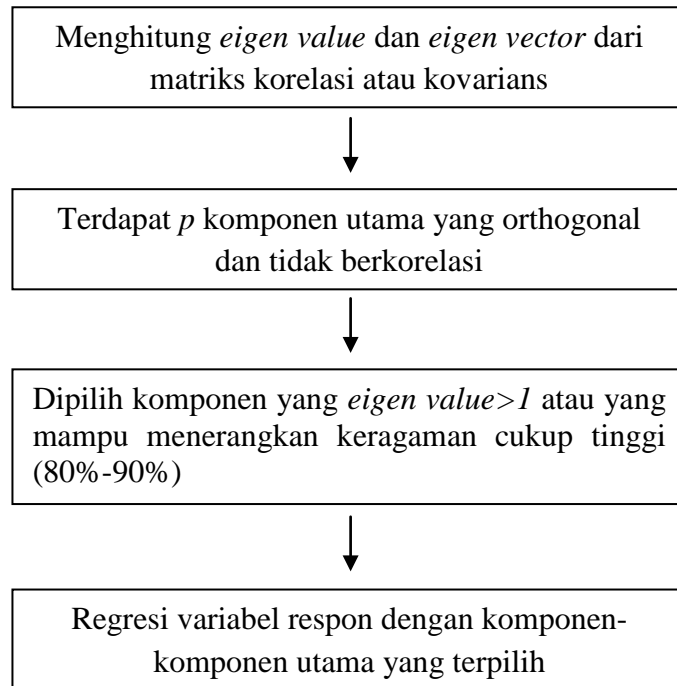 Menghitung eigen value dan eigen vector dari
matriks korelasi atau kovarians
Terdapat p komponen utama yang orthogonal
dan tidak berkorelasi
Dipilih komponen yang eigen value>1 atau yang
mampu menerangkan keragaman cukup tinggi
(80%-90%)
Regresi variabel respon dengan komponen-
komponen utama yang terpilih